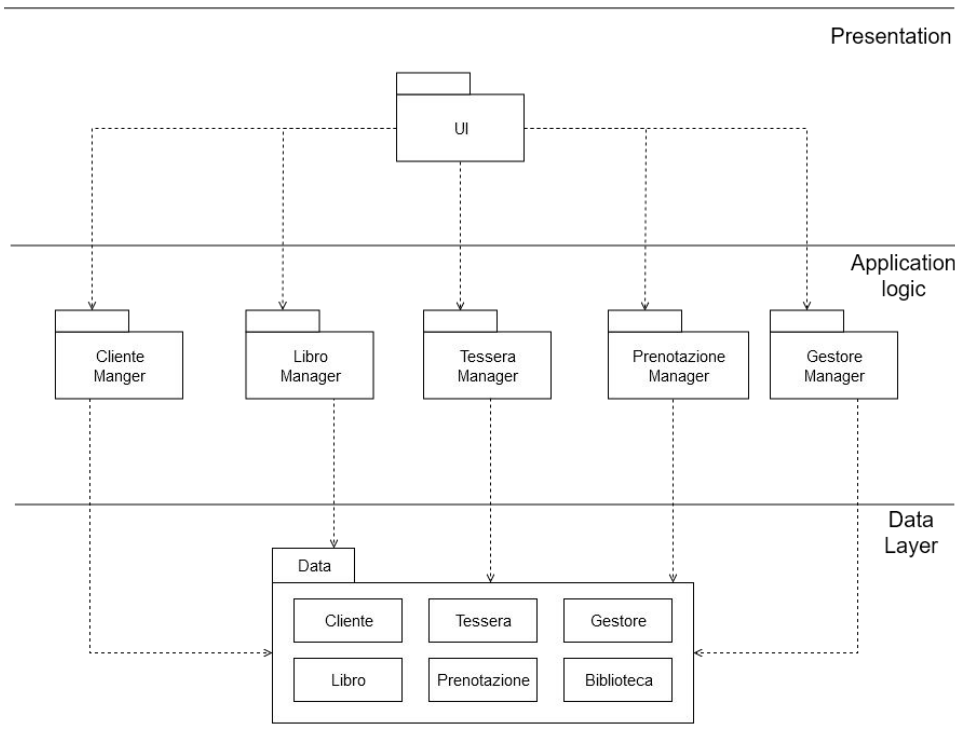 Presentation
UI
Application
logic
Cliente
Manger
Libro
Manager
Tessera
Manager
Prenotazione
Manager
Gestore
Manager
Data
Layer
Data
Cliente
Tessera
Gestore
Libro
Prenotazione
Biblioteca